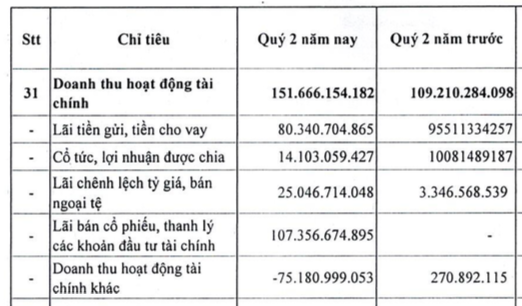 Stt Chỉ tiêu Quý 2 năm nay Quý 2 năm trước
31 Doanh thu hoạt động tài chính 151.666.154.182 109.210.284.098
- Lãi tiền gửi, tiền cho vay 80.340.704.865 95511334257
- Cổ tức, lợi nhuận được chia 14.103.059.427 10081489187
- Lãi chênh lệch tỷ giá, bán ngoại tệ 25.046.714.048 3.346.568.539
- Lãi bán cổ phiếu, thanh lý các khoản đầu tư tài chính 107.356.674.895 -
- Doanh thu hoạt động tài chính khác -75.180.999.053 270.892.115